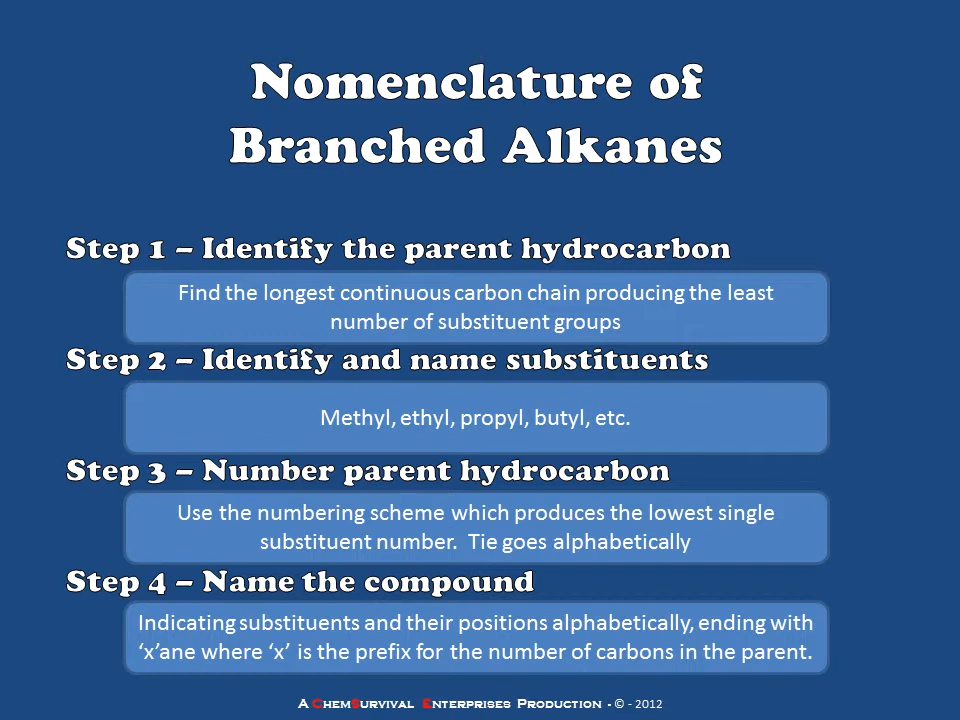 Nomenclature of
Branched Alkanes
Step 1 – Identify the parent hydrocarbon
Find the longest continuous carbon chain producing the least
number of substituent groups
Step 2 – Identify and name substituents
Methyl, ethyl, propyl, butyl, etc.
Step 3 – Number parent hydrocarbon
Use the numbering scheme which produces the lowest single
substituent number.  Tie goes alphabetically
Step 4 – Name the compound
Indicating substituents and their positions alphabetically, ending with
‘x’ane where ‘x’ is the prefix for the number of carbons in the parent.
A ChemSurvival Enterprises Production - © - 2012